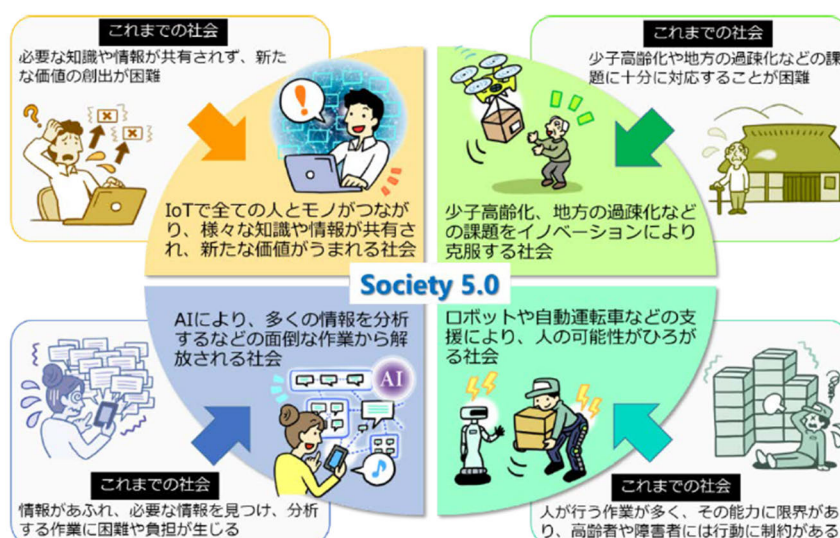 これまでの社会
必要な知識や情報が共有されず、新た
な価値の創出が困難
これまでの社会
少子高齢化や地方の過疎化などの課
題に十分に対応することが困難
IoTで全ての人とモノがつなが
り、様々な知識や情報が共有され
、新たな価値がうまれる社会
少子高齢化、地方の過疎化など
の課題をイノベーションにより
克服する社会
Society 5.0
AIにより、多くの情報を分析
するなどの面倒な作業から解
放される社会
AI
ロボットや自動運転車などの支
援により、人の可能性がひろが
る社会
これまでの社会
情報があふれ、必要な情報を見つけ、分析
する作業に困難や負担が生じる
これまでの社会
人が行う作業が多く、その能力に限界があ
り、高齢者や障害者には行動に制約がある